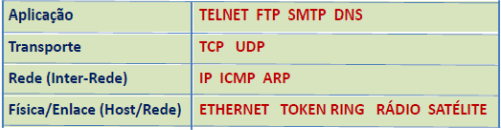 Aplicação TELNET FTP SMTP DNS
Transporte TCP UDP
Rede (Inter-Rede) IP ICMP ARP
Física/Enlace (Host/Rede) ETHERNET TOKEN RING RÁDIO SATÉLITE